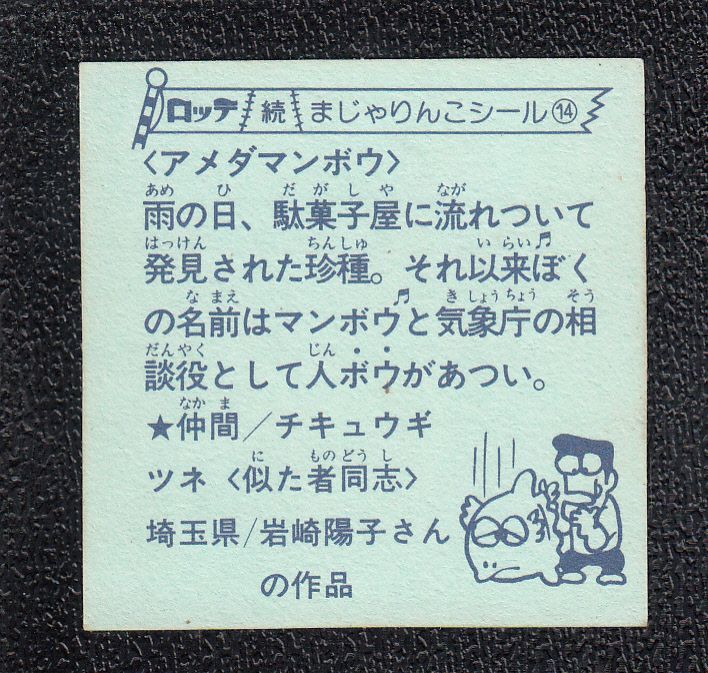 ロッテ 続 まじゃりんこシール⑭
〈アメダマンボウ〉
あめ ひ だがしや なが
雨の日、駄菓子屋に流れついて
はっけん ちんしゅ いらい♬
発見された珍種。それ以来ぼく
なまえ ♬ きしょうちょう そう
の名前はマンボウと気象庁の相
だんやく じん
談役として人ボウがあつい。
なかま
★仲間/チキュウギ
に ものどうし
ツネ〈似た者同志〉
埼玉県/岩崎陽子さん
の作品